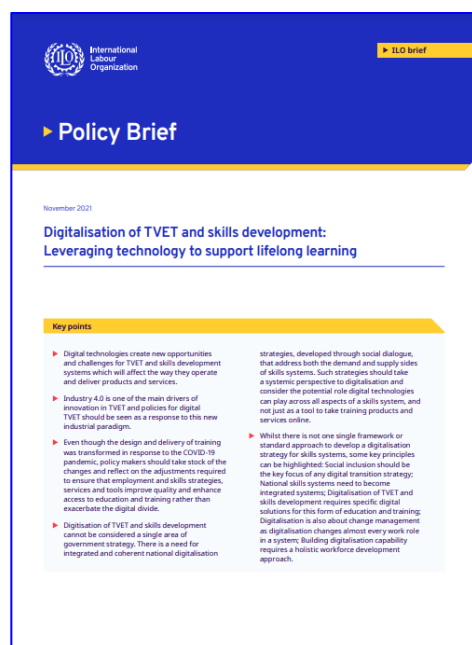 International
Labour
Organization
ILO brief
Policy Brief
November 2021
Digitalisation of TVET and skills development:
Leveraging technology to support lifelong learning
Key points
Digital technologies create new opportunities
and challenges for TVET and skills development
systems which will affect the way they operate
and deliver products and services.
Industry 4.0 is one of the main drivers of
innovation in TVET and policies for digital
TVET should be seen as a response to this new
industrial paradigm.
Even though the design and delivery of training
was transformed in response to the COVID-19
pandemic, policy makers should take stock of the
changes and reflect on the adjustments required
to ensure that employment and skills strategies,
services and tools improve quality and enhance
access to education and training rather than
exacerbate the digital divide.
Digitisation of TVET and skills development
cannot be considered a single area of
government strategy. There is a need for
integrated and coherent national digitalisation
strategies, developed through social dialogue,
that address both the demand and supply sides
of skills systems. Such strategies should take
a systemic perspective to digitalisation and
consider the potential role digital technologies
can play across all aspects of a skills system, and
not just as a tool to take training products and
services online.
Whilst there is not one single framework or
standard approach to develop a digitalisation
strategy for skills systems, some key principles
can be highlighted: Social inclusion should be
the key focus of any digital transition strategy;
National skills systems need to become
integrated systems; Digitalisation of TVET and
skills development requires specific digital
solutions for this form of education and training;
Digitalisation is also about change management
as digitalisation changes almost every work role
in a system; Building digitalisation capability
requires a holistic workforce development
approach.